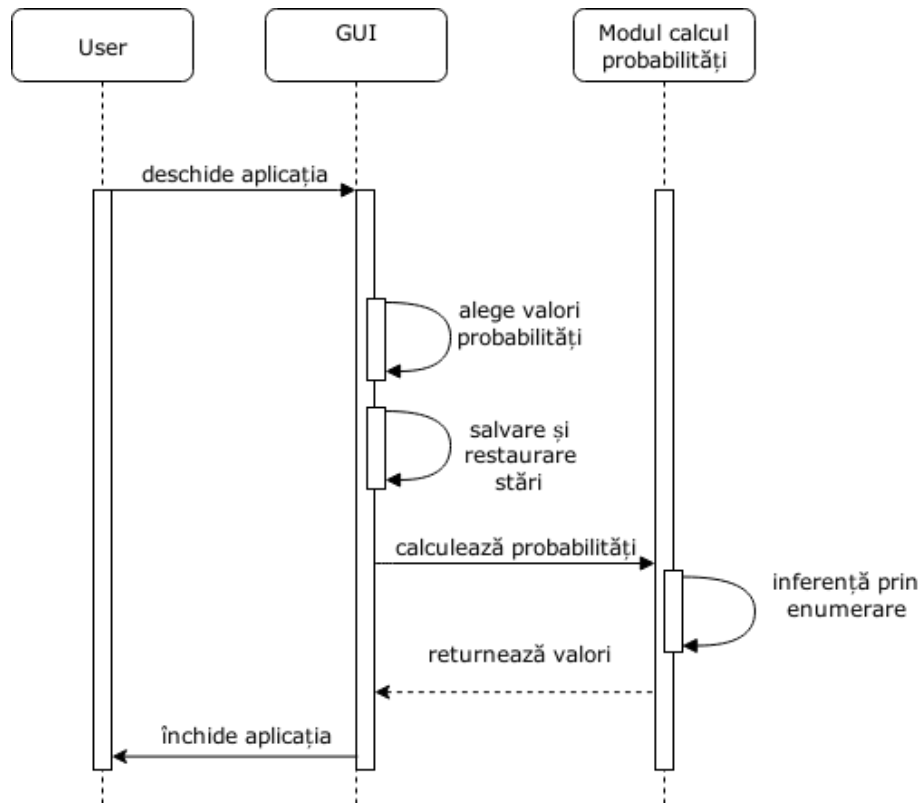 User
GUI
Modul calcul
probabilități
deschide aplicația
alege valori
probabilități
salvare și
restaurare
stări
calculează probabilități
inferență prin
enumerare
returnează valori
închide aplicația